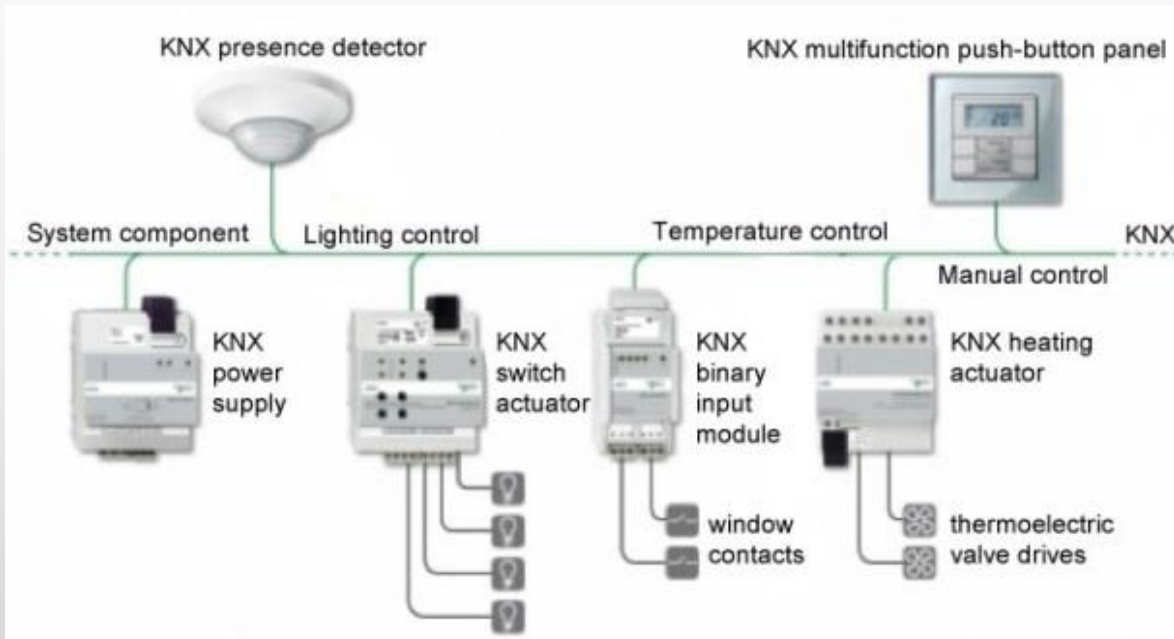 KNX presence detector
KNX multifunction push-button panel
System component
Lighting control
Temperature control
KNX
Manual control
KNX
power
supply
KNX
switch
actuator
KNX
binary
input
module
KNX heating
actuator
window
contacts
thermoelectric
valve drives